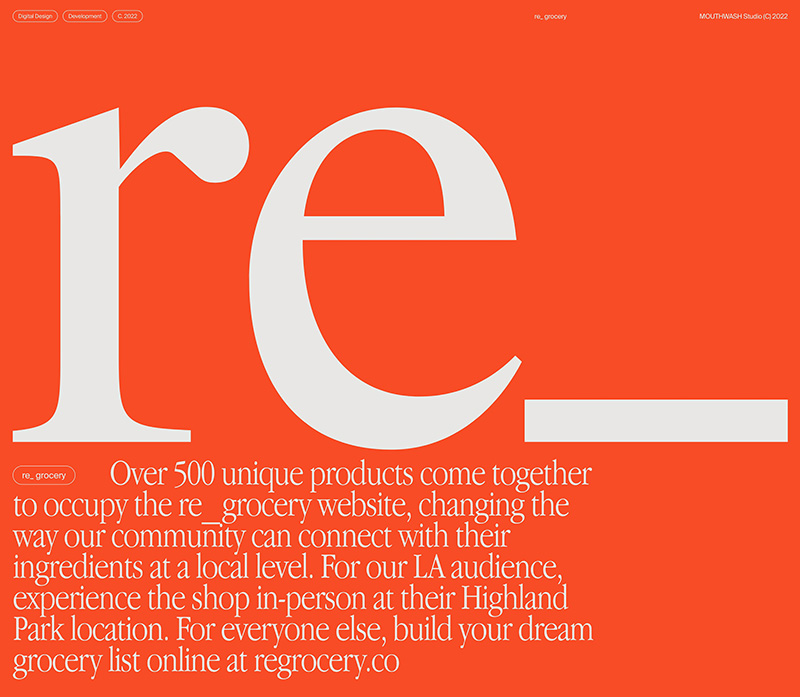 Digital Design Development C. 2022 re_ grocery MOUTHWASH Studio (C) 2022
re_
re_ grocery Over 500 unique products come together
to occupy the re_grocery website, changing the
way our community can connect with their
ingredients at a local level. For our LA audience,
experience the shop in-person at their Highland
Park location. For everyone else, build your dream
grocery list online at regrocery.co